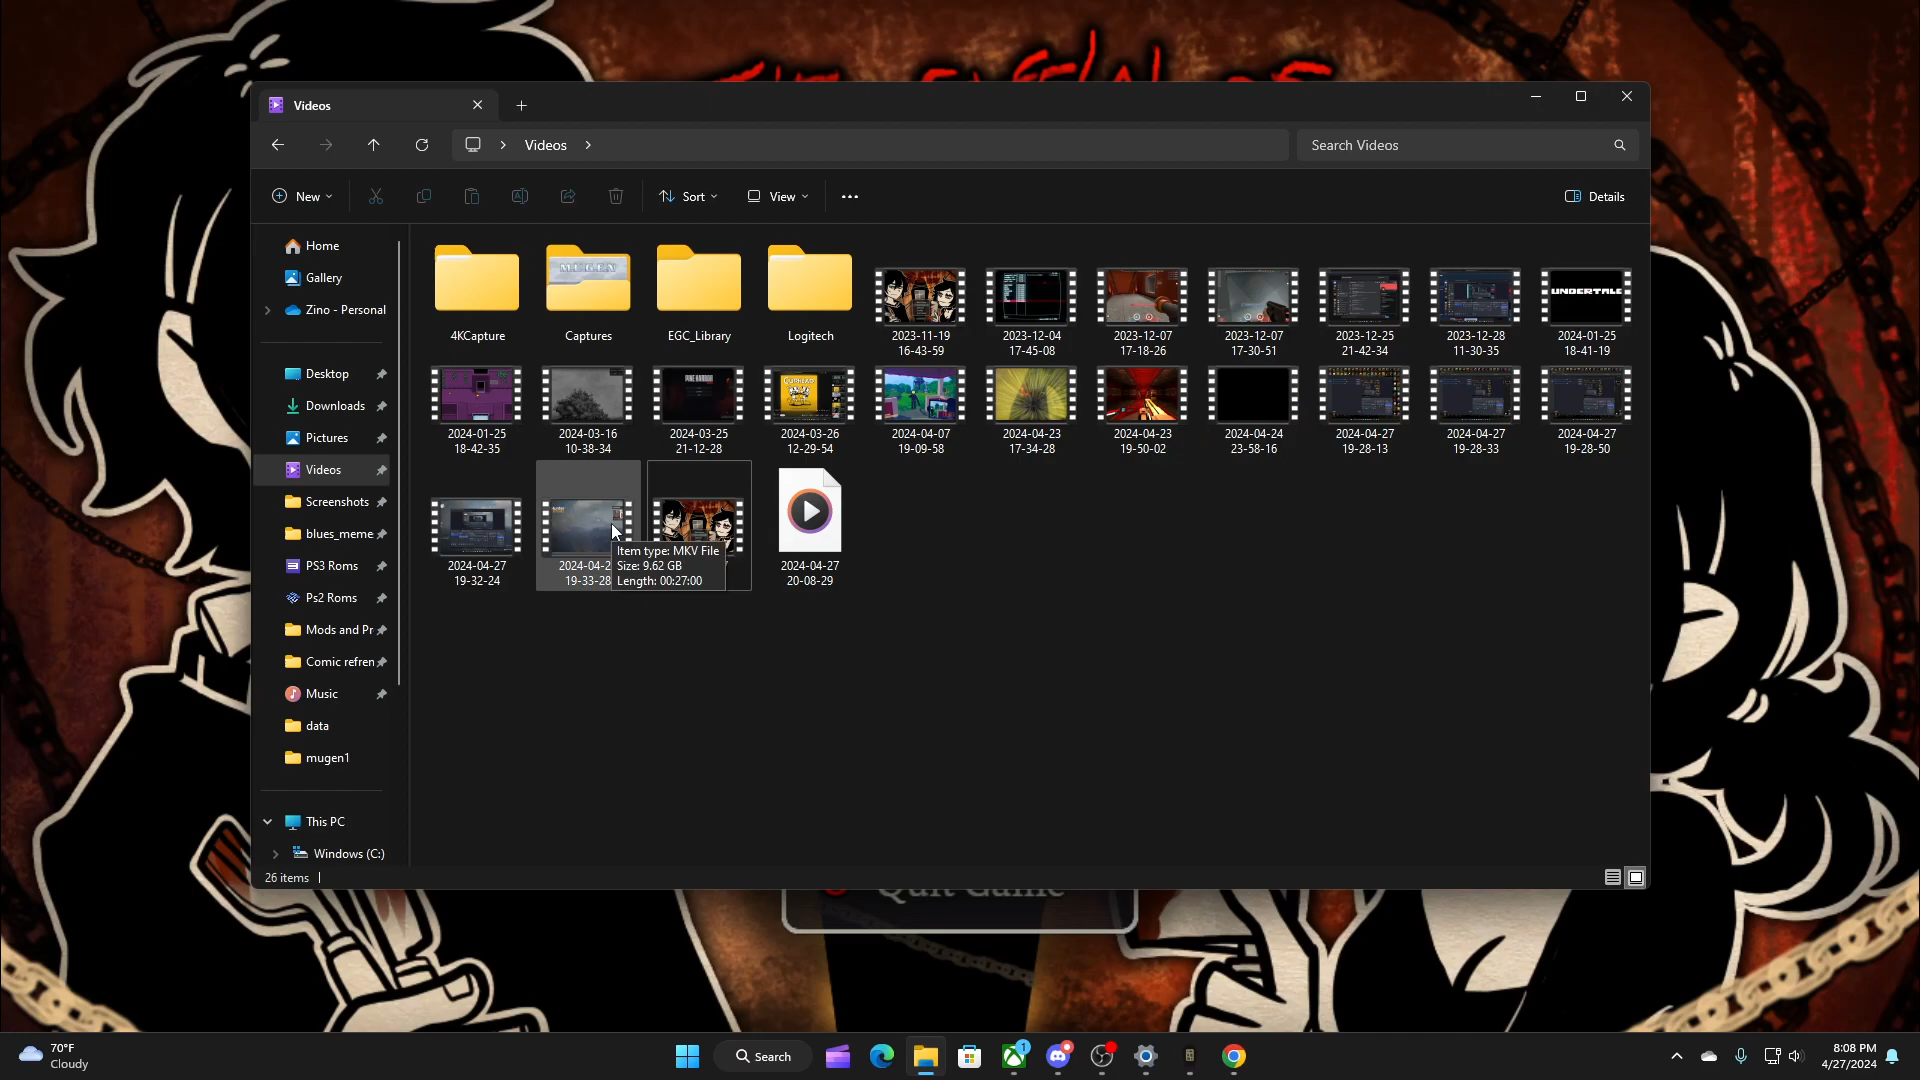 Videos
Videos
Search Videos
New
Sort
View
Details
Home
Gallery
Zino - Personal
Desktop
Downloads
Pictures
Videos
Screenshots
blues_meme
PS3 Roms
Ps2 Roms
Mods and Pr
Comic refren
Music
data
mugen1
This PC
Windows (C:)
4KCapture
Captures
EGC_Library
Logitech
2023-11-19
16-43-59
2023-12-04
17-45-08
2023-12-07
17-18-26
2023-12-07
17-30-51
2023-12-25
21-42-34
2023-12-28
11-30-35
2024-01-25
18-41-19
MUGEN
UNDERTALE
2024-01-25
18-42-35
2024-03-16
10-38-34
2024-03-25
21-12-28
2024-03-26
12-29-54
2024-04-07
19-09-58
2024-04-23
17-34-28
2024-04-23
19-50-02
2024-04-24
23-58-16
2024-04-27
19-28-13
2024-04-27
19-28-33
2024-04-27
19-28-50
2024-04-27
19-32-24
2024-04-2
19-33-28
Item type: MKV File
Size: 9.62 GB
Length: 00:27:00
2024-04-27
20-08-29
26 items
Quit Game
70°F
Cloudy
Search
1
8:08 PM
4/27/2024